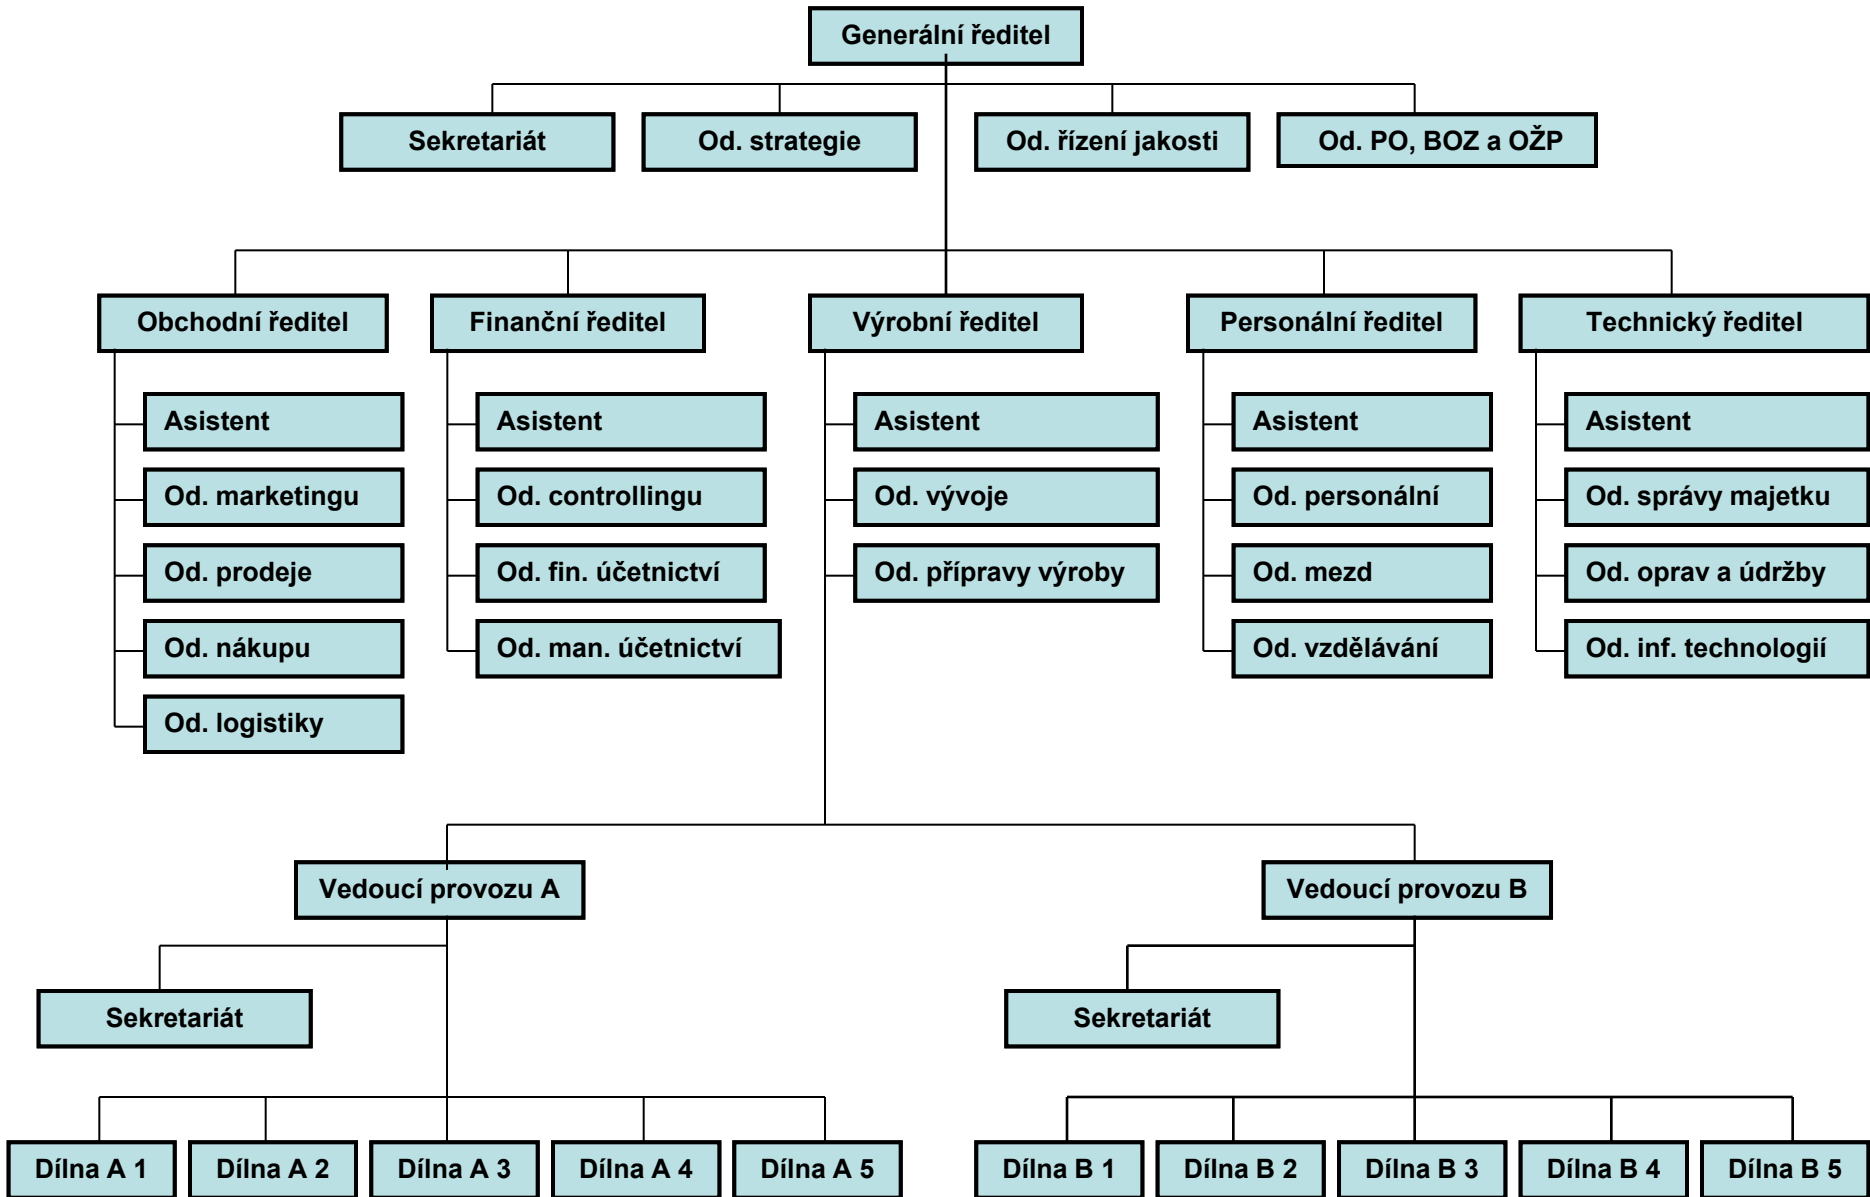 Generální ředitel
Sekretariát
Od. strategie
Od. řízení jakosti
Od. PO, BOZ a OŽP
Obchodní ředitel
Finanční ředitel
Výrobní ředitel
Personální ředitel
Technický ředitel
Asistent
Asistent
Asistent
Asistent
Asistent
Od. marketingu
Od. controllingu
Od. vývoje
Od. personální
Od. správy majetku
Od. prodeje
Od. fin. účetnictví
Od. přípravy výroby
Od. mezd
Od. oprav a údržby
Od. nákupu
Od. man. účetnictví
Od. vzdělávání
Od. inf. technologií
Od. logistiky
Vedoucí provozu A
Vedoucí provozu B
Sekretariát
Sekretariát
Dílna A 1
Dílna A 2
Dílna A 3
Dílna A 4
Dílna A 5
Dílna B 1
Dílna B 2
Dílna B 3
Dílna B 4
Dílna B 5